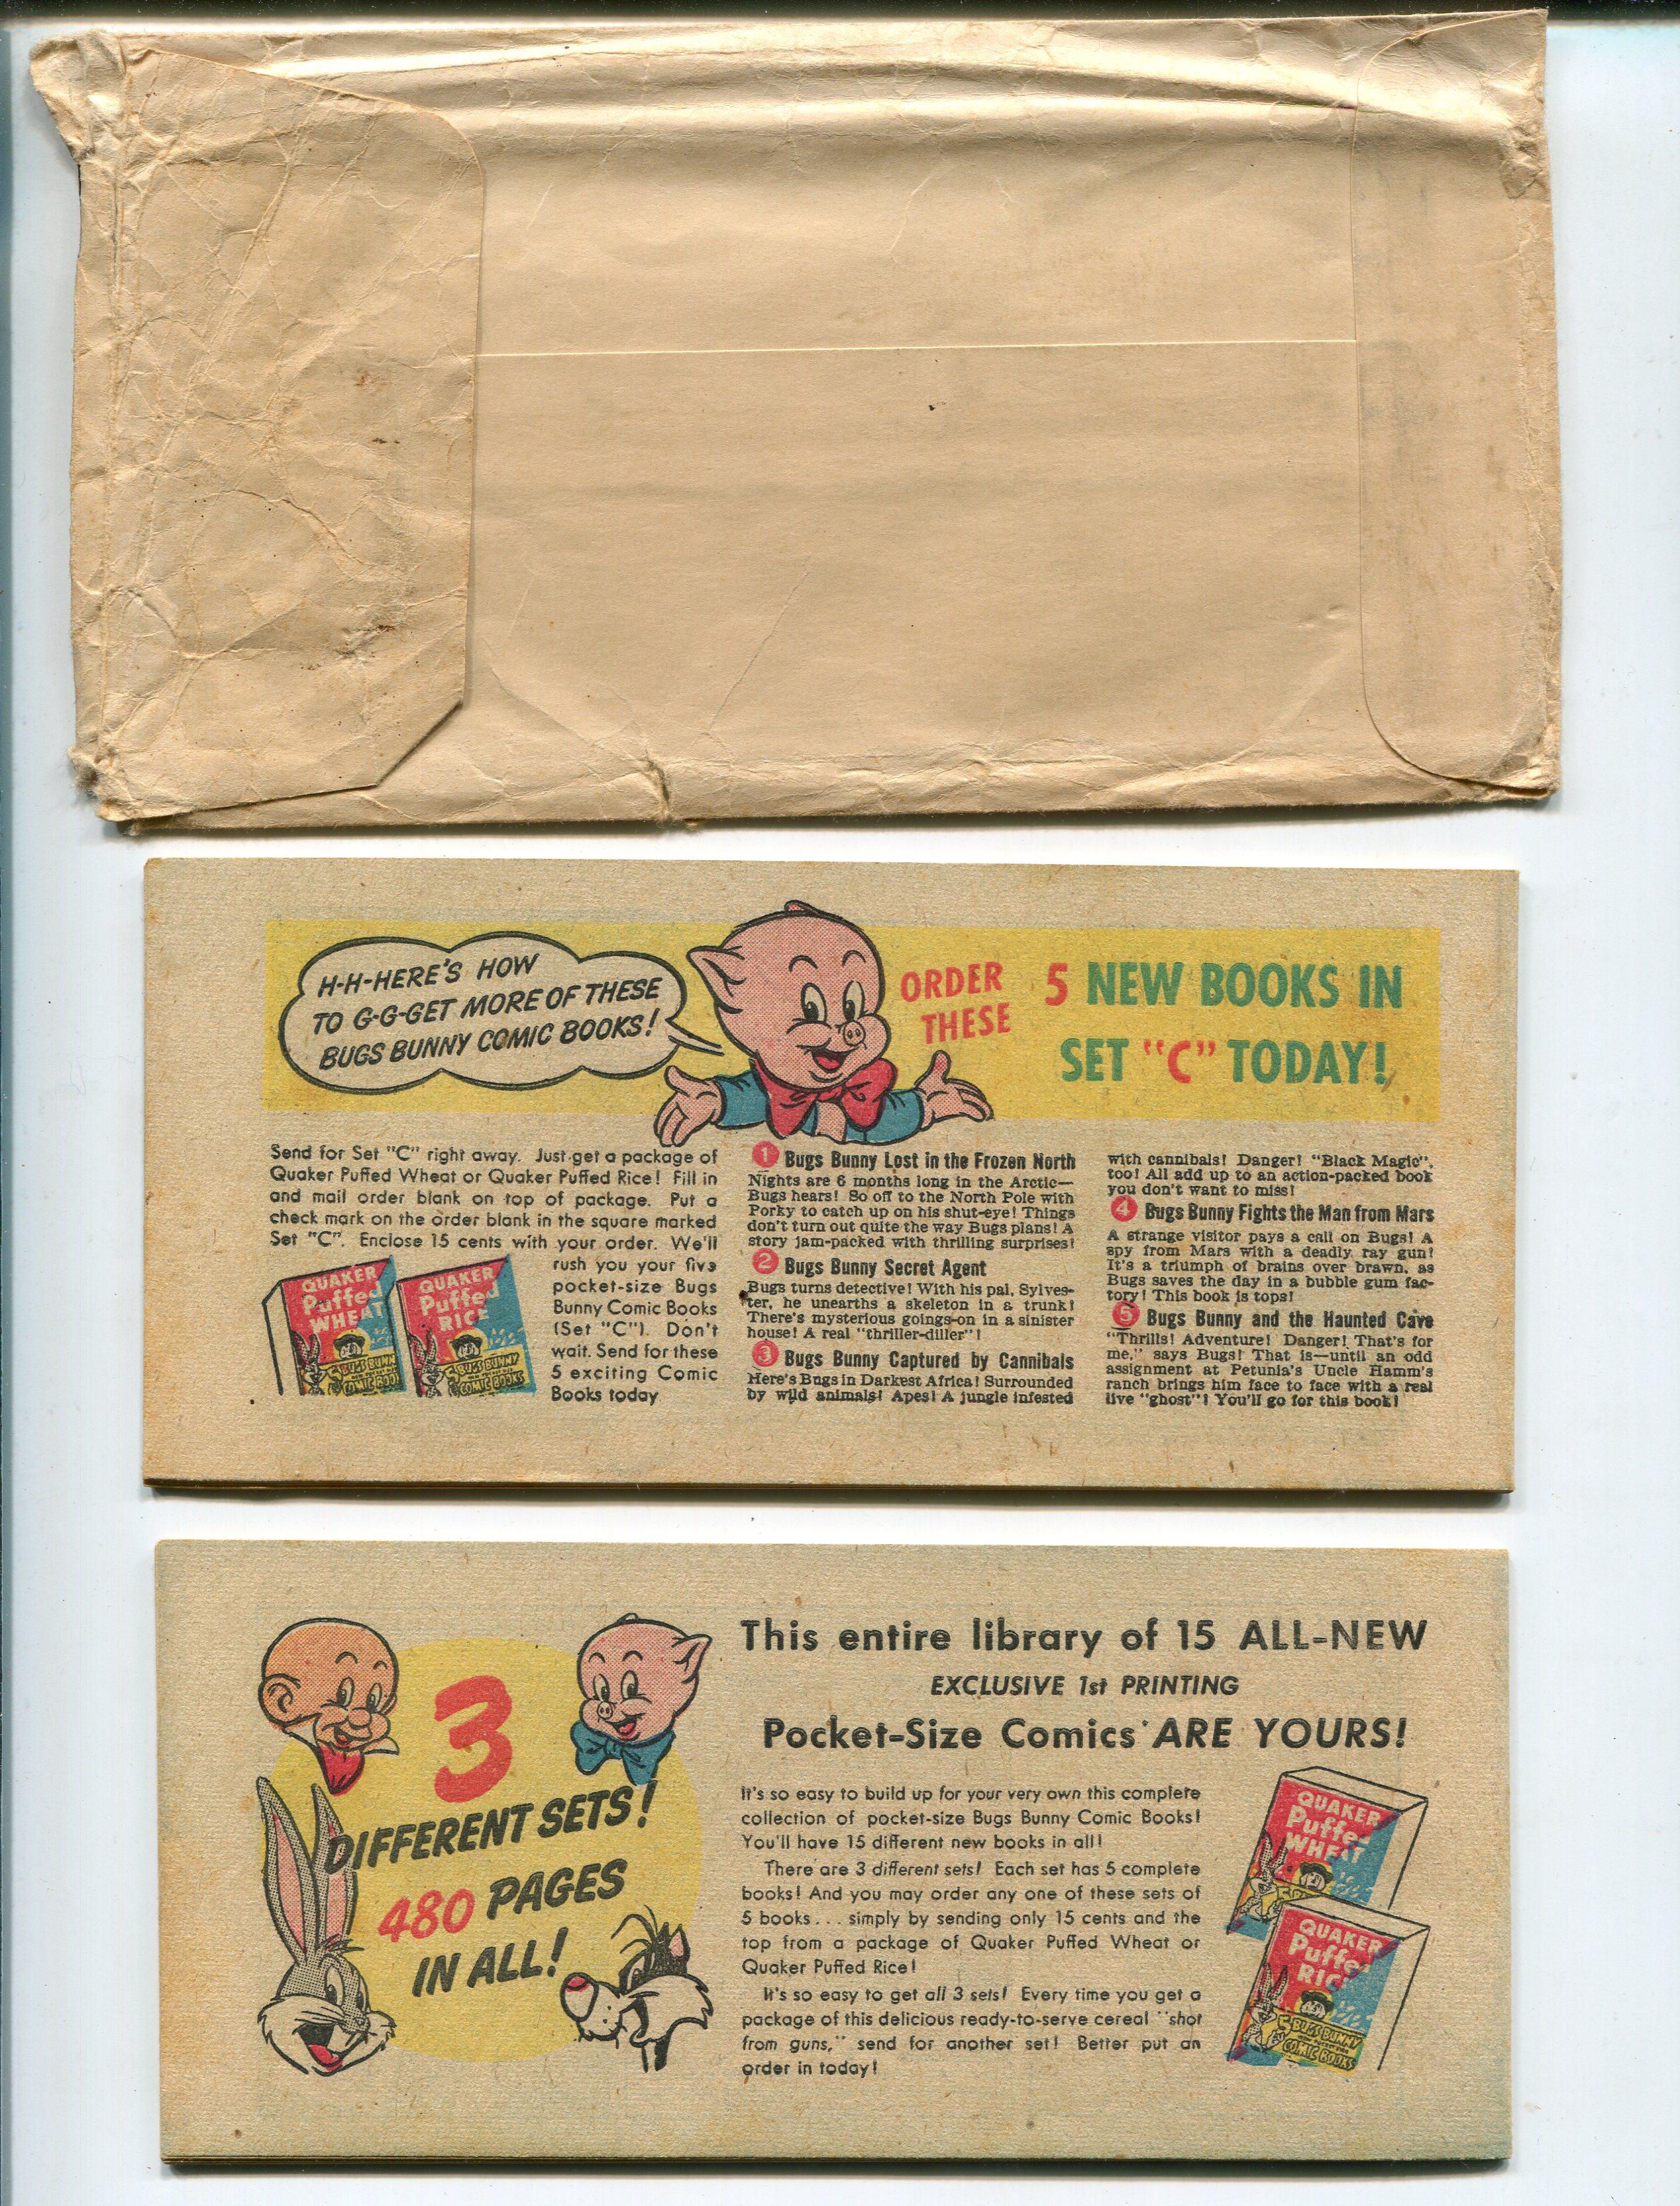 H-H-HERE'S HOW
TO G-G-GET MORE OF THESE
BUGS BUNNY COMIC BOOKS!
ORDER
THESE
5 NEW BOOKS IN
SET "C" TODAY!
Send for Set "C" right away. Just get a package of
Quaker Puffed Wheat or Quaker Puffed Rice! Fill in
and mail order blank on top of package. Put a
check mark on the order blank in the square marked
Set "C". Enclose 15 cents with your order. We'll
rush you your five
pocket-size Bugs
Bunny Comic Books
(Set "C"). Don't
wait. Send for these
5 exciting Comic
Books today
QUAKER
Puffed
WHEAT
5 BUGS BUNN
COMIC BOO
QUAKER
Puffed
RICE
5 BUGS BUNNY
COMIC BOOKS
1 Bugs Bunny Lost in the Frozen North
Nights are 6 months long in the Arctic—
Bugs hears! So off to the North Pole with
Porky to catch up on his shut-eye! Things
don't turn out quite the way Bugs plans! A
story jam-packed with thrilling surprises!
2 Bugs Bunny Secret Agent
Bugs turns detective! With his pal, Sylves-
ter, he unearths a skeleton in a trunk!
There's mysterious goings-on in a sinister
house! A real "thriller-diller"!
3 Bugs Bunny Captured by Cannibals
Here's Bugs in Darkest Africa! Surrounded
by wild animals! Apes! A jungle infested
with cannibals! Danger! "Black Magic",
too! All add up to an action-packed book
you don't want to miss!
4 Bugs Bunny Fights the Man from Mars
A strange visitor pays a call on Bugs! A
spy from Mars with a deadly ray gun!
It's a triumph of brains over brawn, as
Bugs saves the day in a bubble gum fac-
tory! This book is tops!
5 Bugs Bunny and the Haunted Cave
"Thrills! Adventure! Danger! That's for
me," says Bugs! That is—until an odd
assignment at Petunia's Uncle Hamm's
ranch brings him face to face with a real
live "ghost"! You'll go for this book!
3
DIFFERENT SETS!
480 PAGES
IN ALL!
This entire library of 15 ALL-NEW
EXCLUSIVE 1st PRINTING
Pocket-Size Comics ARE YOURS!
It's so easy to build up for your very own this complete
collection of pocket-size Bugs Bunny Comic Books!
You'll have 15 different new books in all!
There are 3 different sets! Each set has 5 complete
books! And you may order any one of these sets of
5 books... simply by sending only 15 cents and the
top from a package of Quaker Puffed Wheat or
Quaker Puffed Rice!
It's so easy to get all 3 sets! Every time you get a
package of this delicious ready-to-serve cereal "shot
from guns," send for another set! Better put an
order in today!
QUAKER
Puffe
WHEAT
QUAKER
Puffe
RIC
5 BUGS BUNNY
COMIC BOOKS